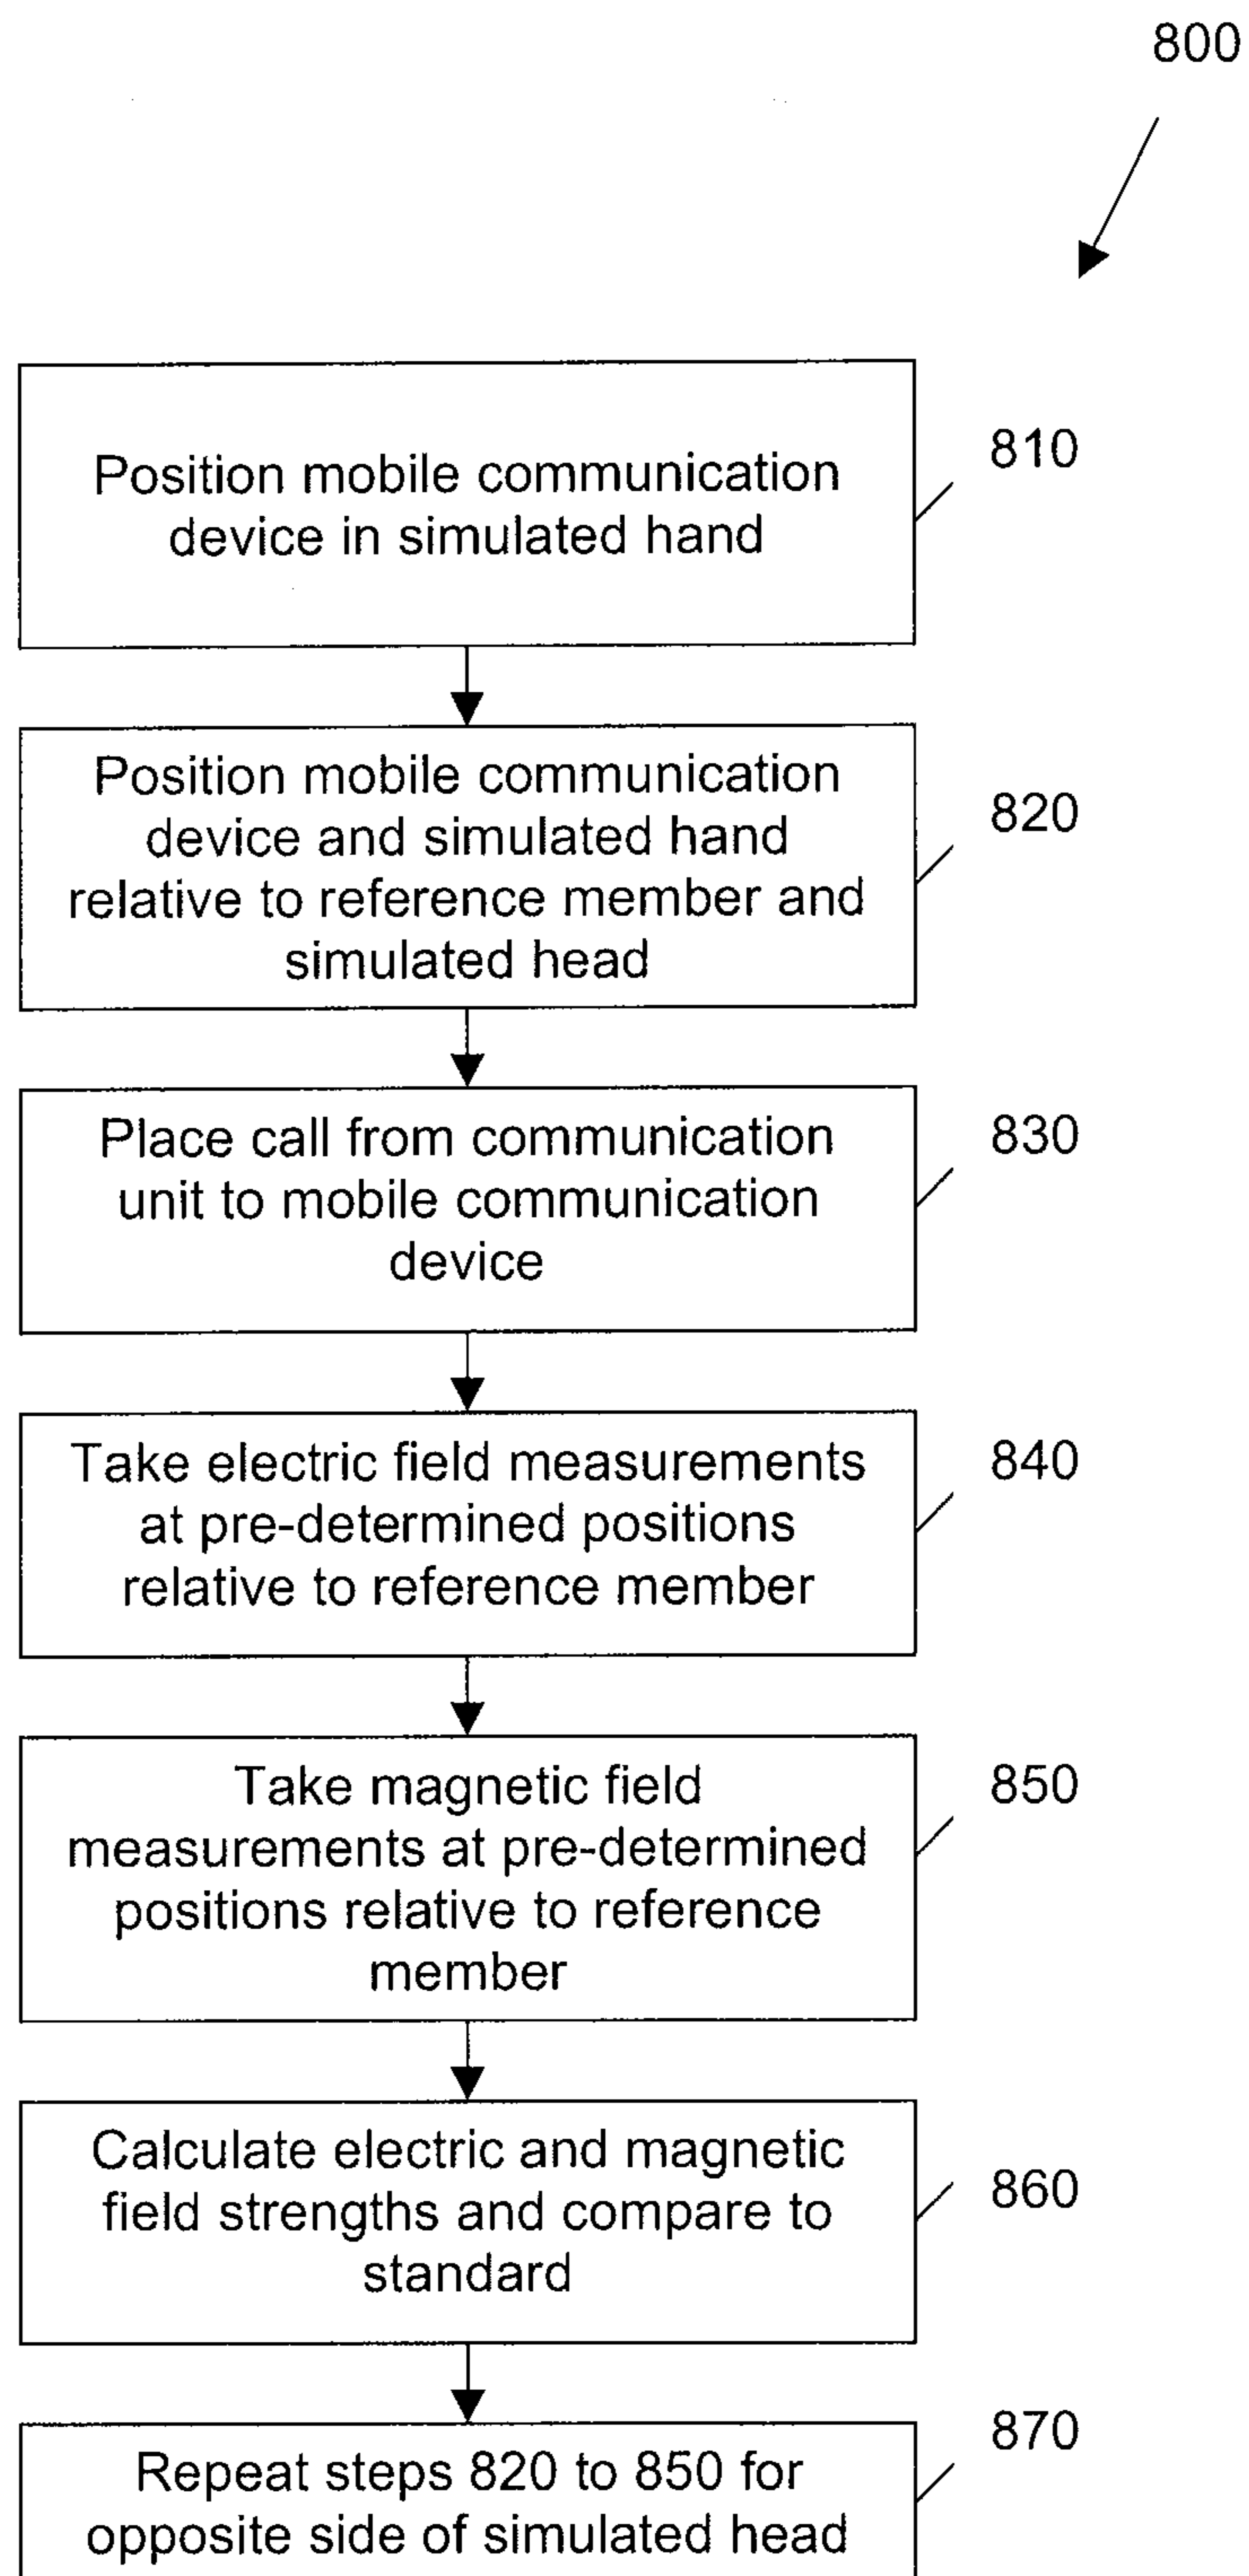 800
Position mobile communication
device in simulated hand
810
Position mobile communication
device and simulated hand
relative to reference member and
simulated head
820
Place call from communication
unit to mobile communication
device
830
Take electric field measurements
at pre-determined positions
relative to reference member
840
Take magnetic field
measurements at pre-determined
positions relative to reference
member
850
Calculate electric and magnetic
field strengths and compare to
standard
860
Repeat steps 820 to 850 for
opposite side of simulated head
870